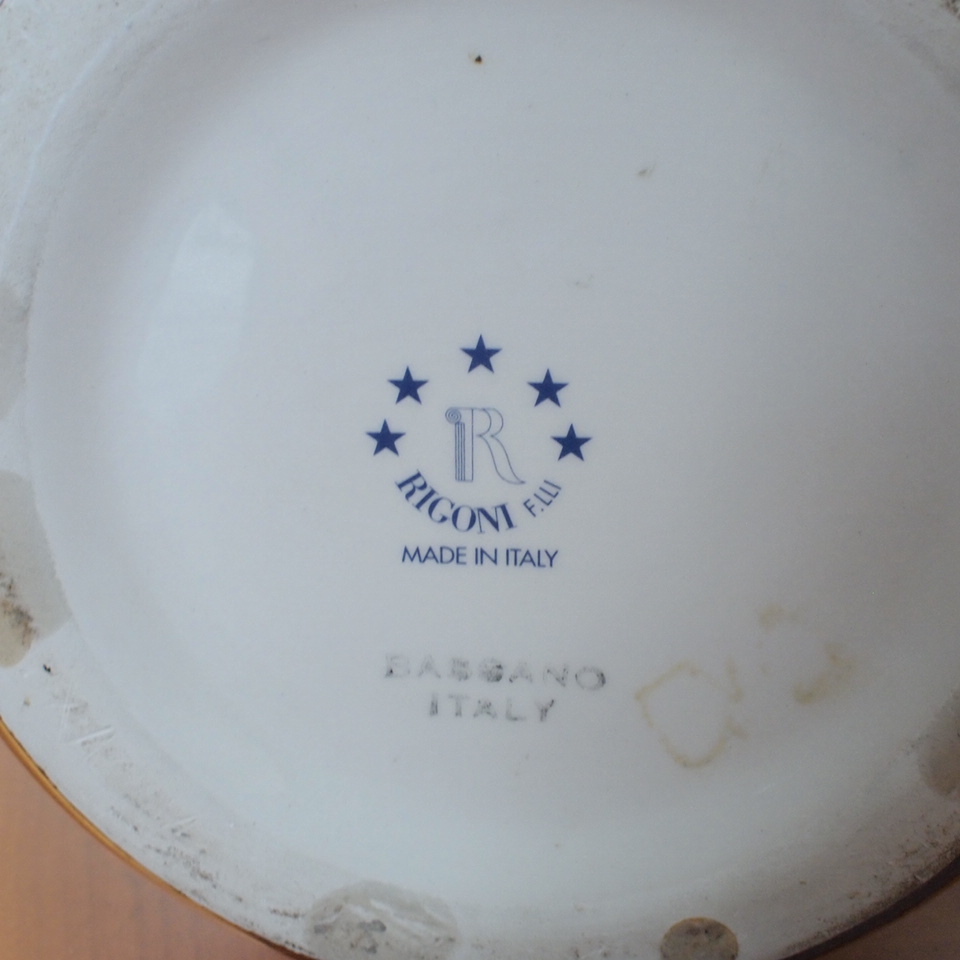 R
RIGONI F.LLI
MADE IN ITALY
BASSANO
ITALY